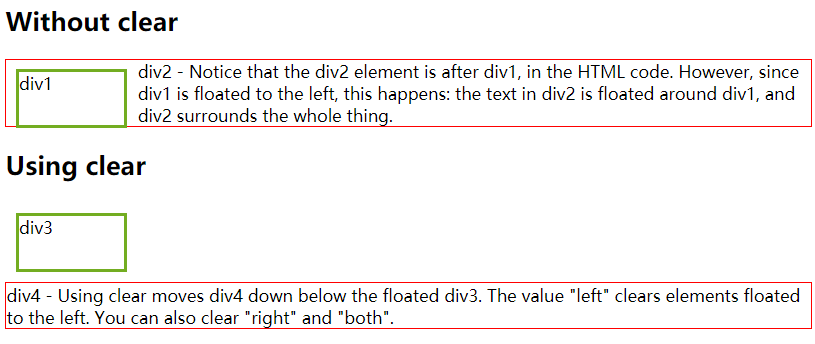 Without clear
div1
div2 - Notice that the div2 element is after div1, in the HTML code. However, since
div1 is floated to the left, this happens: the text in div2 is floated around div1, and
div2 surrounds the whole thing.
Using clear
div3
div4 - Using clear moves div4 down below the floated div3. The value "left" clears elements floated
to the left. You can also clear "right" and "both".